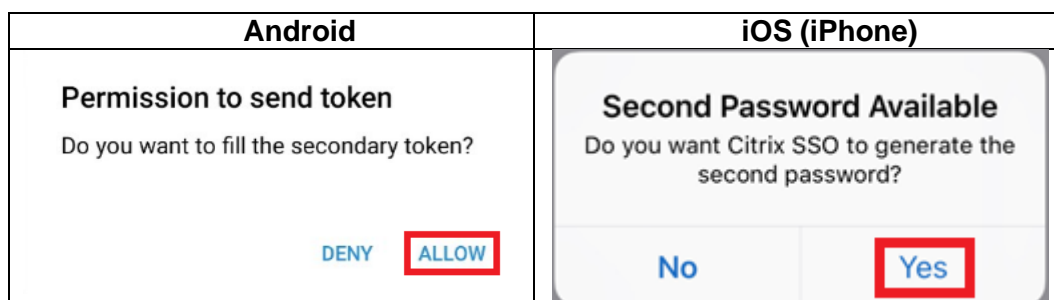 Android
iOS (iPhone)
Permission to send token
Do you want to fill the secondary token?
DENY
ALLOW
Second Password Available
Do you want Citrix SSO to generate the
second password?
No
Yes